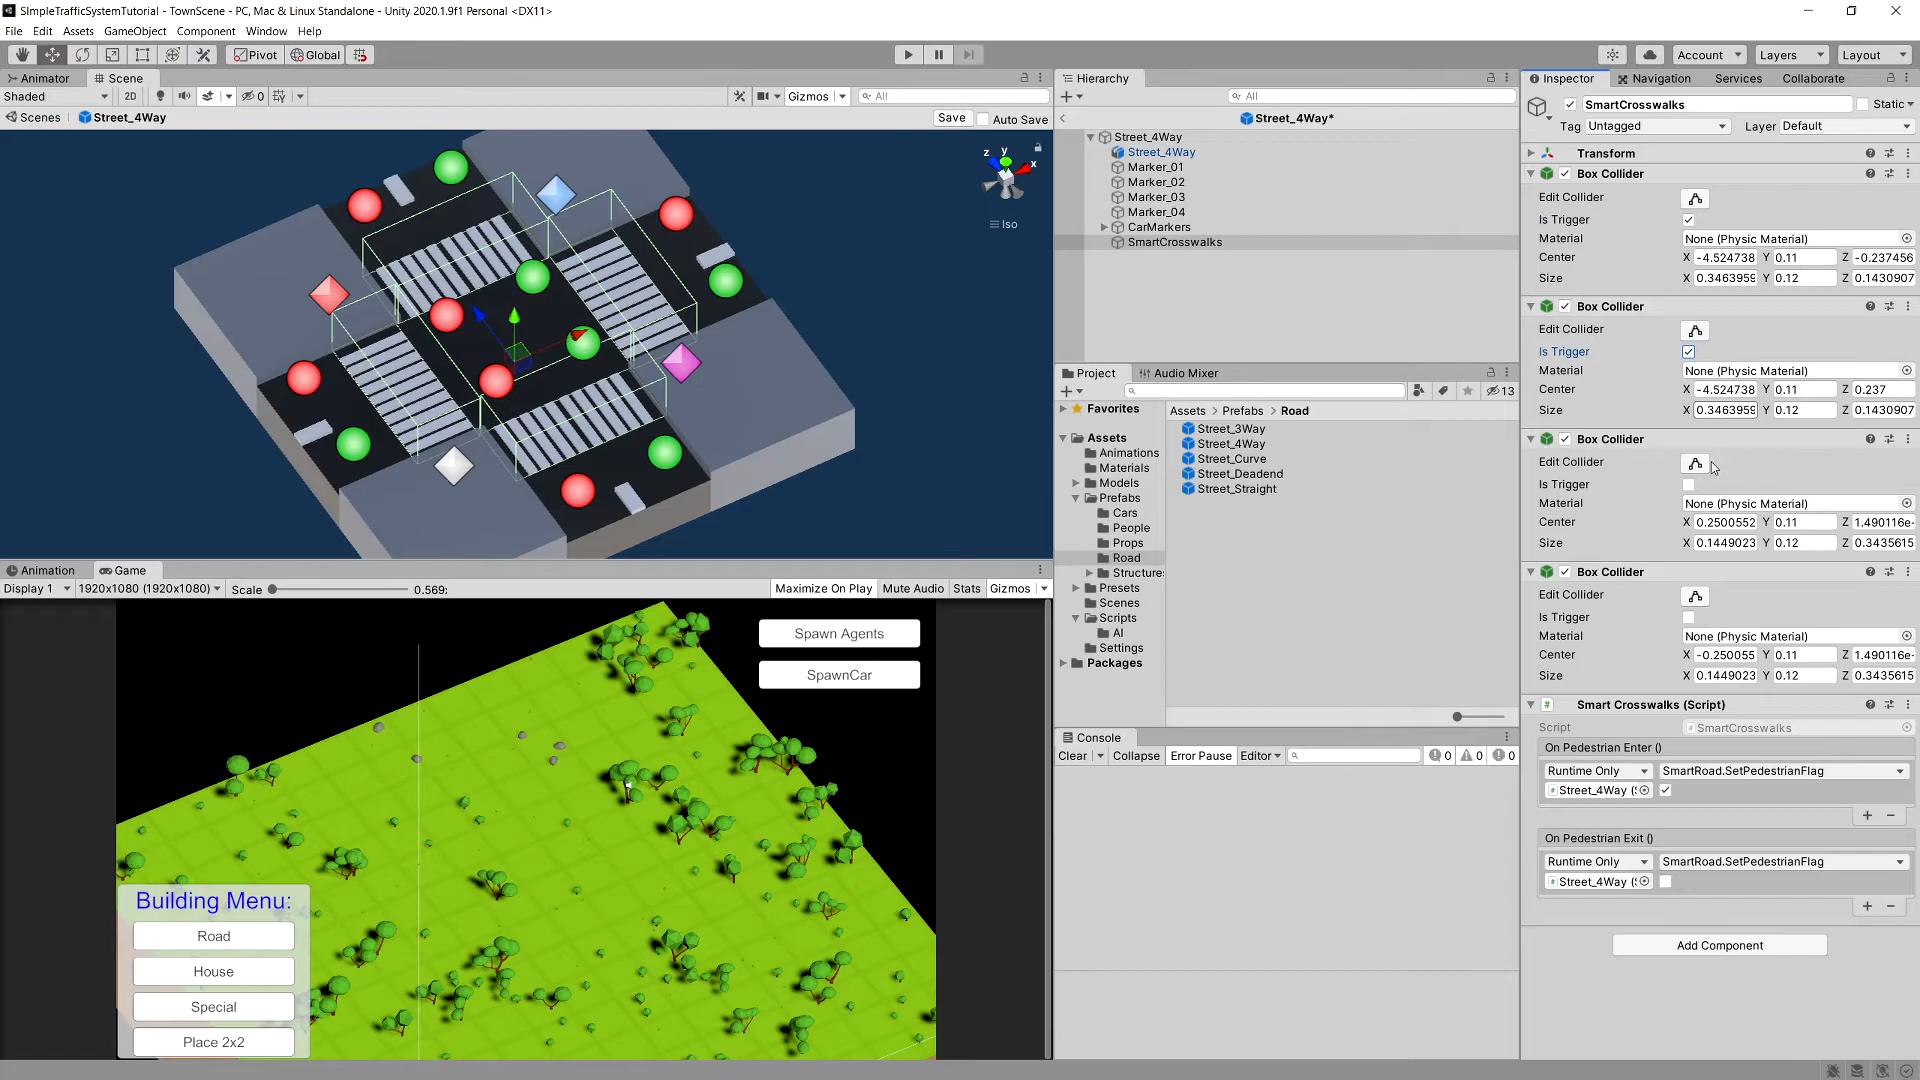 SImpleTrafficSystemTutorial - TownScene - PC, Mac & Linux Standalone - Unity 2020.1.9f1 Personal <DX11>
File Edit Assets GameObject Component Window Help
Pivot Global Account Layers Layout
Animator Scene
Shaded 2D 0 Gizmos All
Scenes Street_4Way Save Auto Save
z y x
Iso
Animation Game
Display 1 1920x1080 (1920x1080) Scale 0.569: Maximize On Play Mute Audio Stats Gizmos
Spawn Agents
SpawnCar
Building Menu:
Road
House
Special
Place 2x2
Hierarchy
All
Street_4Way*
Street_4Way
Street_4Way
Marker_01
Marker_02
Marker_03
Marker_04
CarMarkers
SmartCrosswalks
Project Audio Mixer
13
Favorites
Assets
Animations
Materials
Models
Prefabs
Cars
People
Props
Road
Structures
Presets
Scenes
Scripts
AI
Settings
Packages
Assets > Prefabs > Road
Street_3Way
Street_4Way
Street_Curve
Street_Deadend
Street_Straight
Console
Clear Collapse Error Pause Editor 0 0 0
Inspector Navigation Services Collaborate
SmartCrosswalks Static
Tag Untagged Layer Default
Transform
Box Collider
Edit Collider
Is Trigger
Material None (Physic Material)
Center X -4.524738 Y 0.11 Z -0.237456
Size X 0.3463959 Y 0.12 Z 0.1430907
Box Collider
Edit Collider
Is Trigger
Material None (Physic Material)
Center X -4.524738 Y 0.11 Z 0.237
Size X 0.3463959 Y 0.12 Z 0.1430907
Box Collider
Edit Collider
Is Trigger
Material None (Physic Material)
Center X 0.2500552 Y 0.11 Z 1.490116e-
Size X 0.1449023 Y 0.12 Z 0.3435615
Box Collider
Edit Collider
Is Trigger
Material None (Physic Material)
Center X -0.250055 Y 0.11 Z 1.490116e-
Size X 0.1449023 Y 0.12 Z 0.3435615
Smart Crosswalks (Script)
Script SmartCrosswalks
On Pedestrian Enter ()
Runtime Only SmartRoad.SetPedestrianFlag
Street_4Way (
On Pedestrian Exit ()
Runtime Only SmartRoad.SetPedestrianFlag
Street_4Way (
Add Component